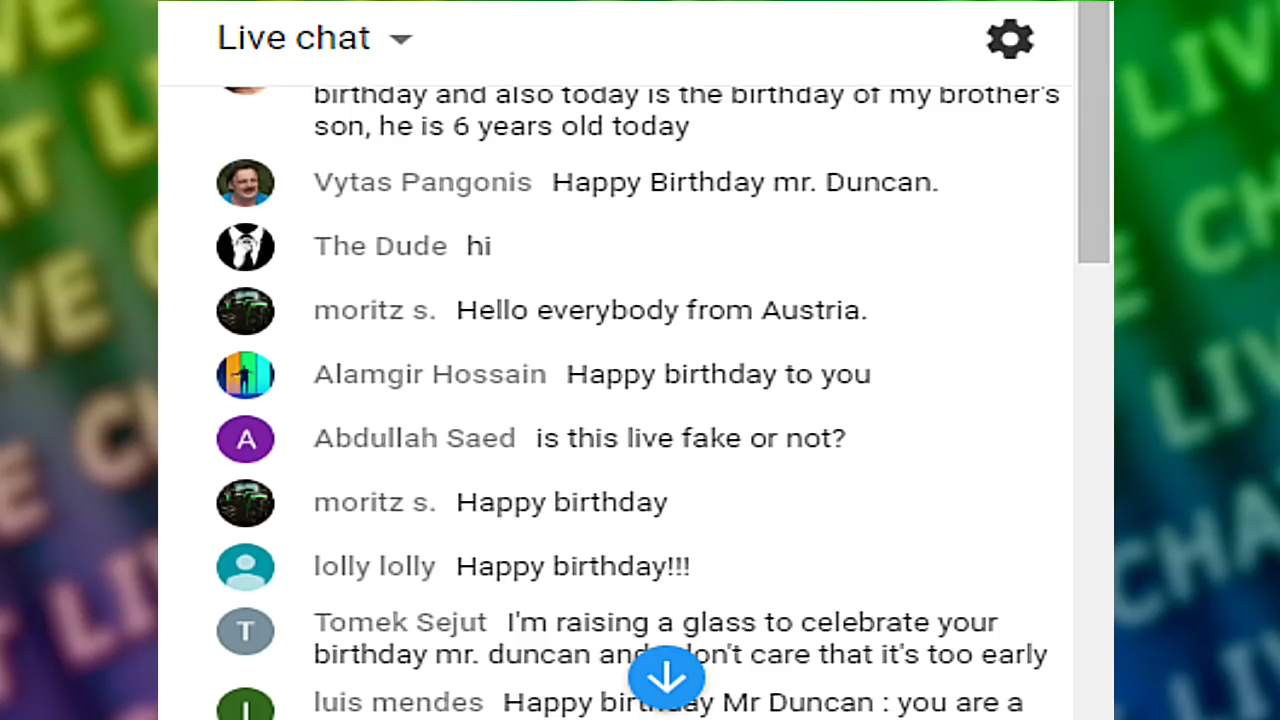 Live chat
birthday and also today is the birthday of my brother's
son, he is 6 years old today
Vytas Pangonis Happy Birthday mr. Duncan.
The Dude hi
moritz s. Hello everybody from Austria.
Alamgir Hossain Happy birthday to you
A Abdullah Saed is this live fake or not?
moritz s. Happy birthday
lolly lolly Happy birthday!!!
T Tomek Sejut I'm raising a glass to celebrate your
birthday mr. duncan and don't care that it's too early
luis mendes Happy birthday Mr Duncan : you are a